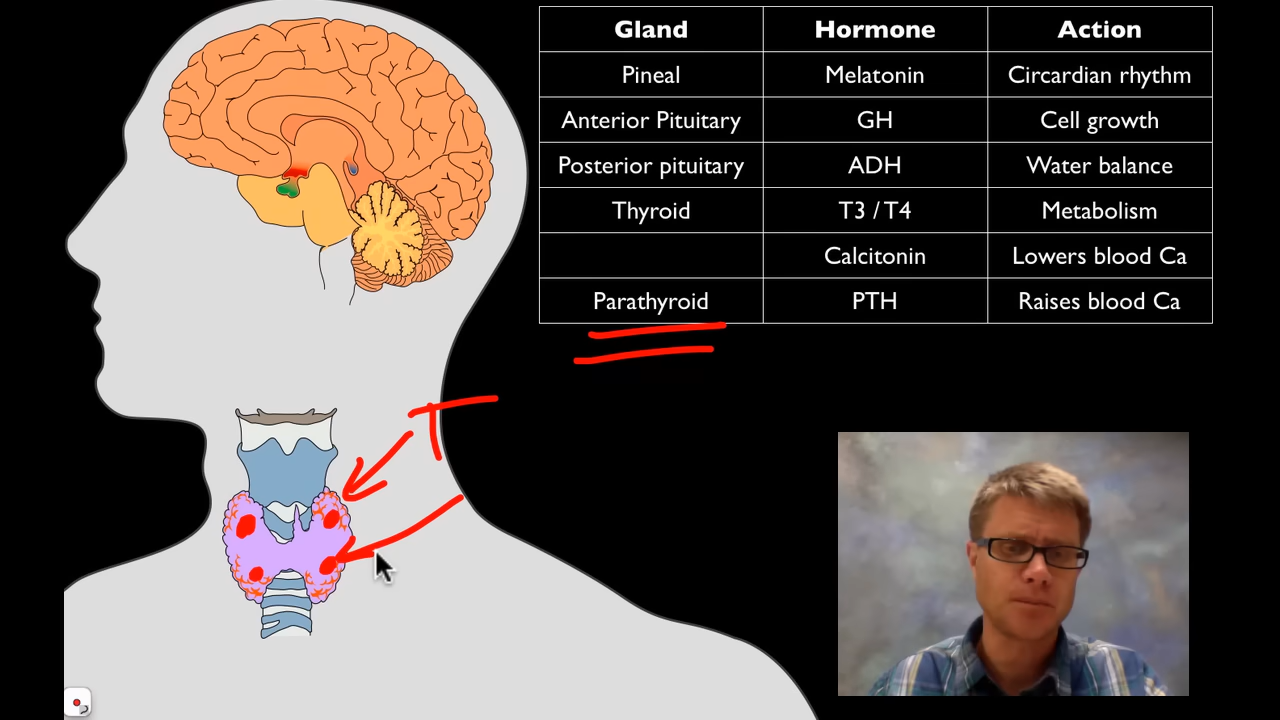 Gland Hormone Action
Pineal Melatonin Circardian rhythm
Anterior Pituitary GH Cell growth
Posterior pituitary ADH Water balance
Thyroid T3 / T4 Metabolism
Calcitonin Lowers blood Ca
Parathyroid PTH Raises blood Ca